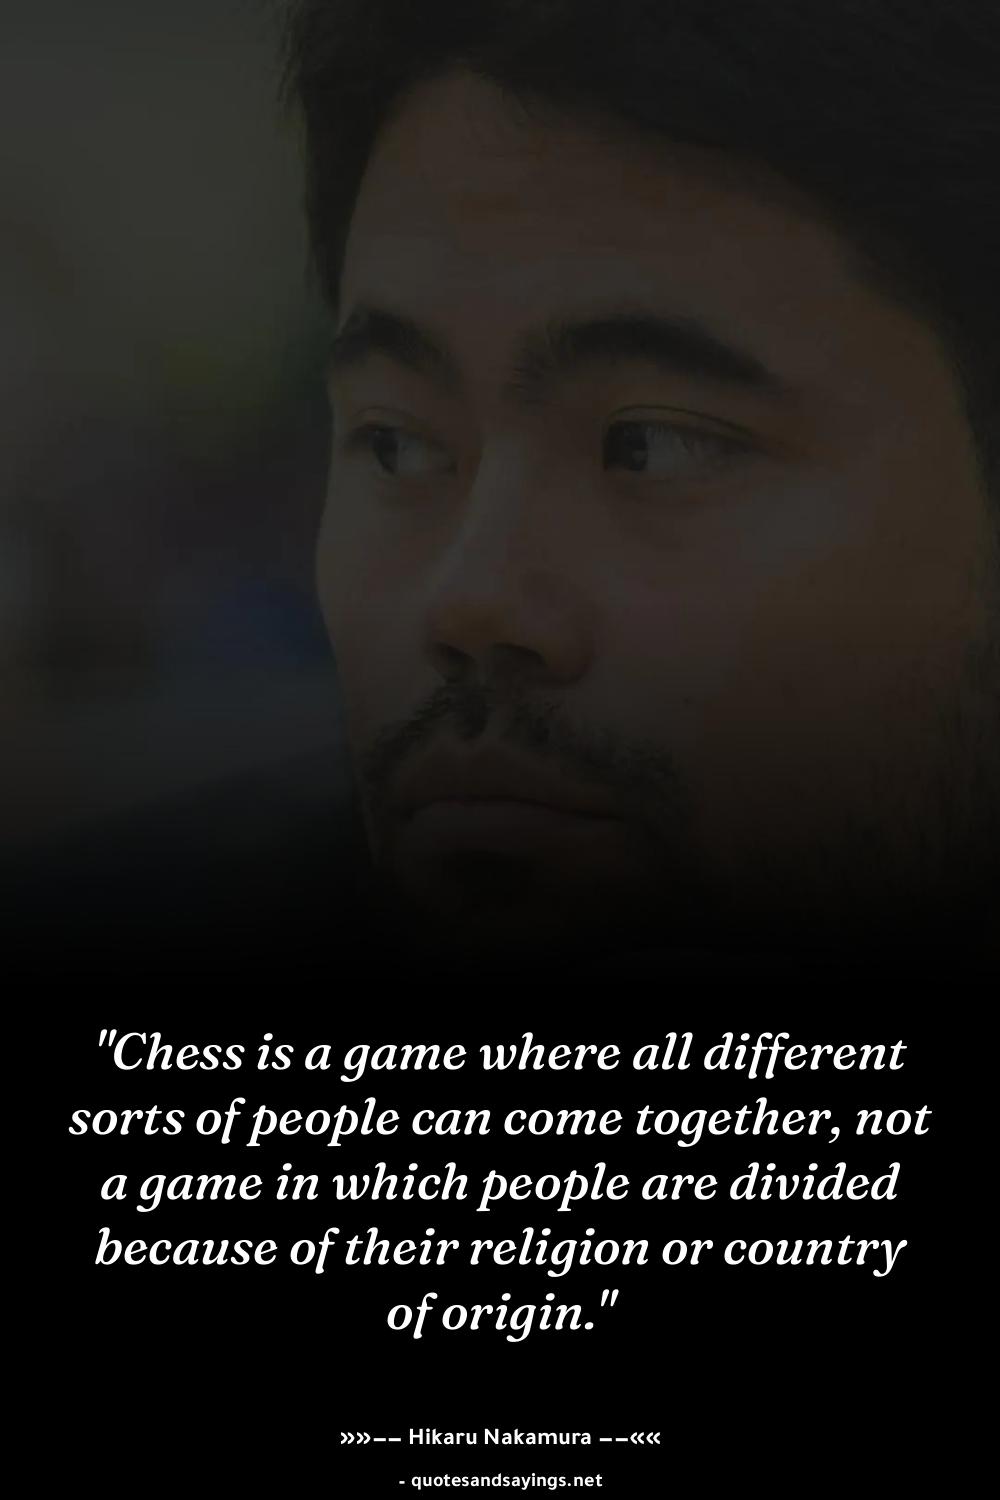 "Chess is a game where all different
sorts of people can come together, not
a game in which people are divided
because of their religion or country
of origin."
»»−− Hikaru Nakamura −−««
- quotesandsayings.net